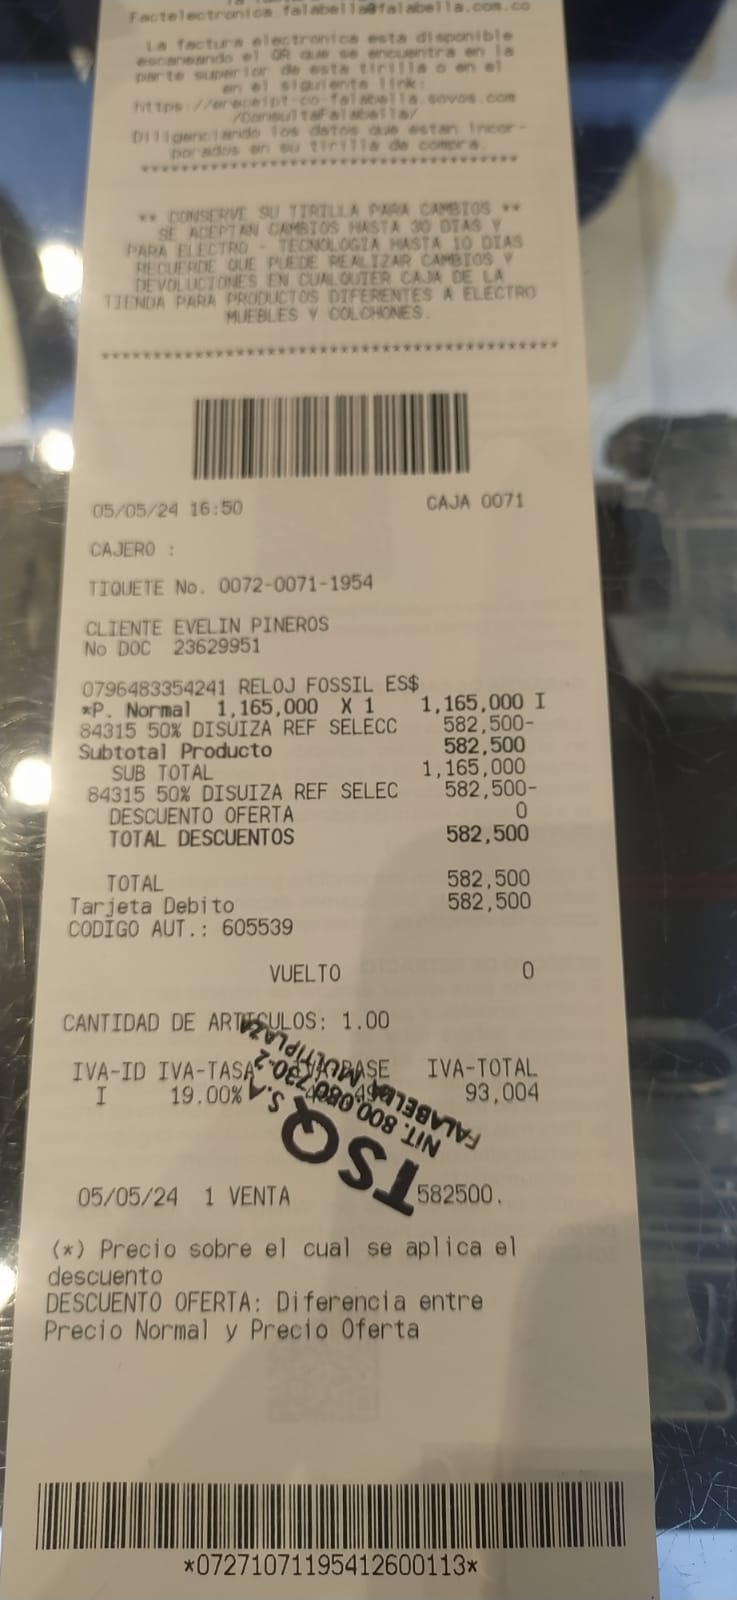 Factelectronica.falabella@falabella.com.co
La factura electronica esta disponible
escaneando el QR que se encuentra en la
parte superior de esta tirilla o en el
en el siguiente link:
https://ereceipt-co-falabella.sovos.com
/ConsultaFalabella/
Diligenciando los datos que estan incor-
porados en su tirilla de compra.
** CONSERVE SU TIRILLA PARA CAMBIOS **
SE ACEPTAN CAMBIOS HASTA 30 DIAS Y
PARA ELECTRO - TECNOLOGIA HASTA 10 DIAS
RECUERDE QUE PUEDE REALIZAR CAMBIOS Y
DEVOLUCIONES EN CUALQUIER CAJA DE LA
TIENDA PARA PRODUCTOS DIFERENTES A ELECTRO
MUEBLES Y COLCHONES.
05/05/24 16:50 CAJA 0071
CAJERO :
TIQUETE No. 0072-0071-1954
CLIENTE EVELIN PINEROS
No DOC 23629951
0796483354241 RELOJ FOSSIL ES$
*P. Normal 1,165,000 X 1 1,165,000 I
84315 50% DISUIZA REF SELECC 582,500-
Subtotal Producto 582,500
SUB TOTAL 1,165,000
84315 50% DISUIZA REF SELEC 582,500-
DESCUENTO OFERTA 0
TOTAL DESCUENTOS 582,500
TOTAL 582,500
Tarjeta Debito 582,500
CODIGO AUT.: 605539
VUELTO 0
CANTIDAD DE ARTICULOS: 1.00
IVA-ID IVA-TASA IVA-BASE IVA-TOTAL
I 19.00% 93,004
TSQ S.A.
NIT. 800.080.730-2
FALABELLA MULTIPLAZA
05/05/24 1 VENTA 582500.
(*) Precio sobre el cual se aplica el
descuento
DESCUENTO OFERTA: Diferencia entre
Precio Normal y Precio Oferta
*072710711954126001​13*